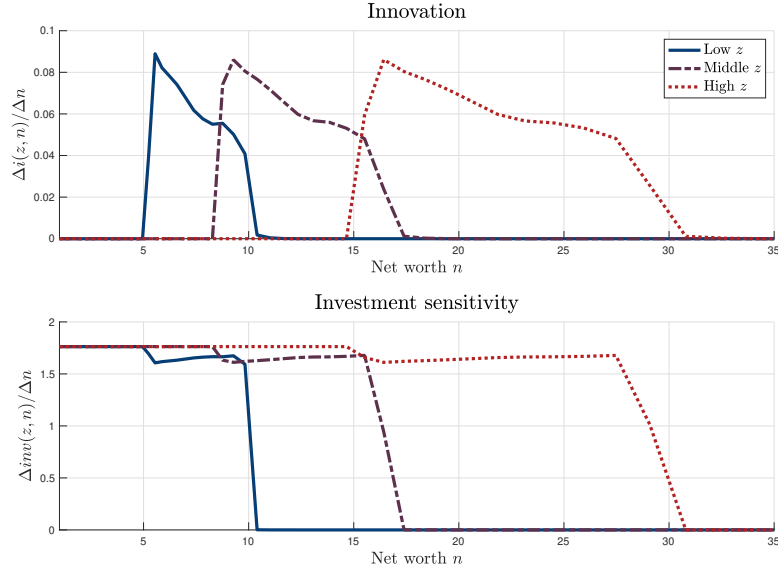 Innovation
0.1
0.08
0.06
0.04
0.02
0
Δi(z, n)/Δn
Low z
Middle z
High z
5 10 15 20 25 30 35
Net worth n
Investment sensitivity
2
1.5
1
0.5
0
Δinv(z, n)/Δn
5 10 15 20 25 30 35
Net worth n